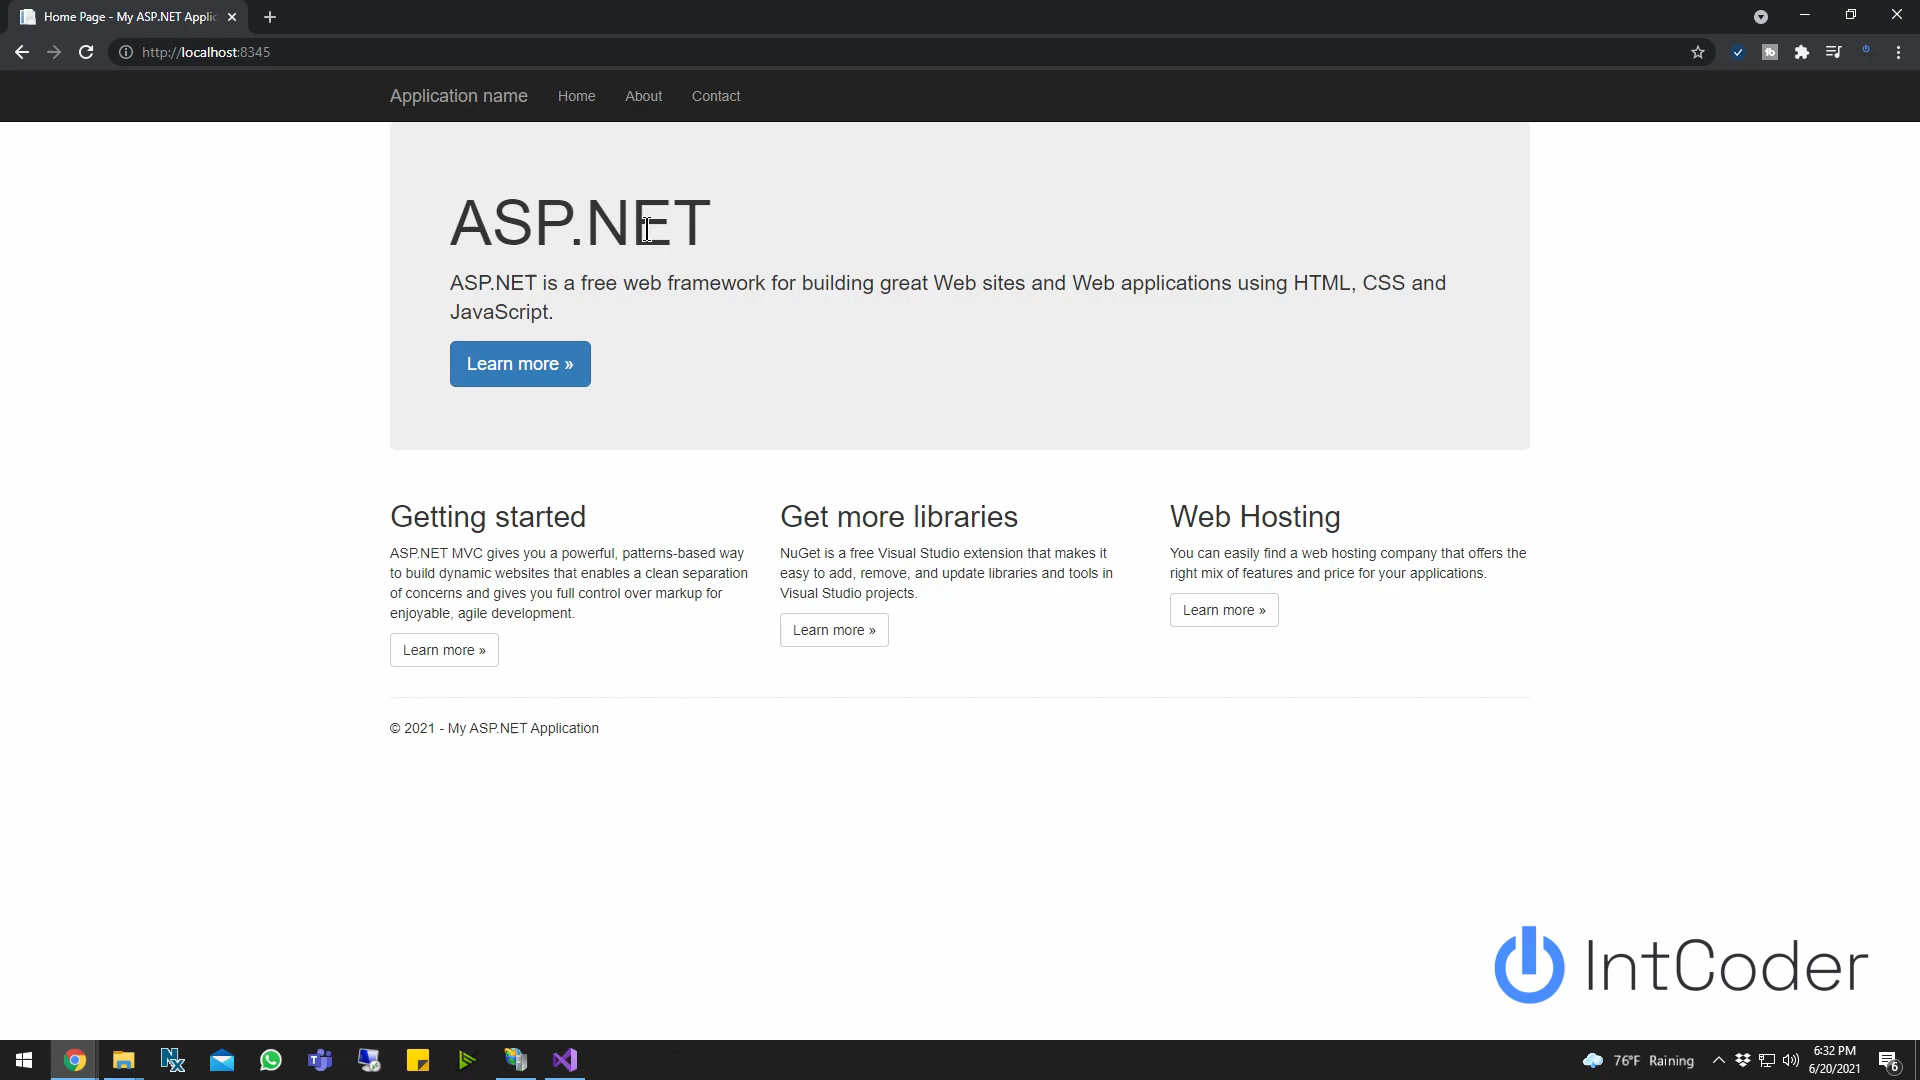 Home Page - My ASP.NET Applic
http://localhost:8345
Application name Home About Contact
ASP.NET
ASP.NET is a free web framework for building great Web sites and Web applications using HTML, CSS and
JavaScript.
Learn more »
Getting started
ASP.NET MVC gives you a powerful, patterns-based way
to build dynamic websites that enables a clean separation
of concerns and gives you full control over markup for
enjoyable, agile development.
Learn more »
Get more libraries
NuGet is a free Visual Studio extension that makes it
easy to add, remove, and update libraries and tools in
Visual Studio projects.
Learn more »
Web Hosting
You can easily find a web hosting company that offers the
right mix of features and price for your applications.
Learn more »
© 2021 - My ASP.NET Application
IntCoder
76°F Raining
6:32 PM
6/20/2021
6